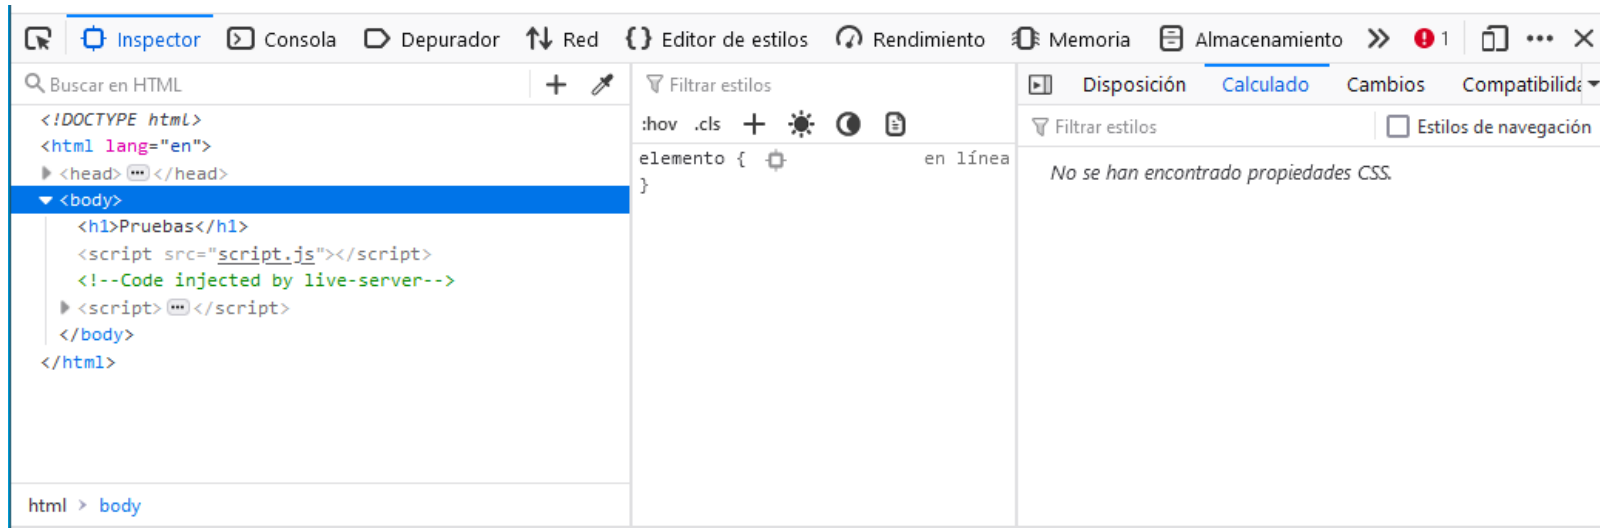 Inspector Consola Depurador Red Editor de estilos Rendimiento Memoria Almacenamiento 1
Buscar en HTML
<!DOCTYPE html>
<html lang="en">
<head> </head>
<body>
<h1>Pruebas</h1>
<script src="script.js"></script>
<!--Code injected by live-server-->
<script> </script>
</body>
</html>
html > body
Filtrar estilos
:hov .cls
elemento { en línea
}
Disposición Calculado Cambios
Filtrar estilos Estilos de navegación
No se han encontrado propiedades CSS.